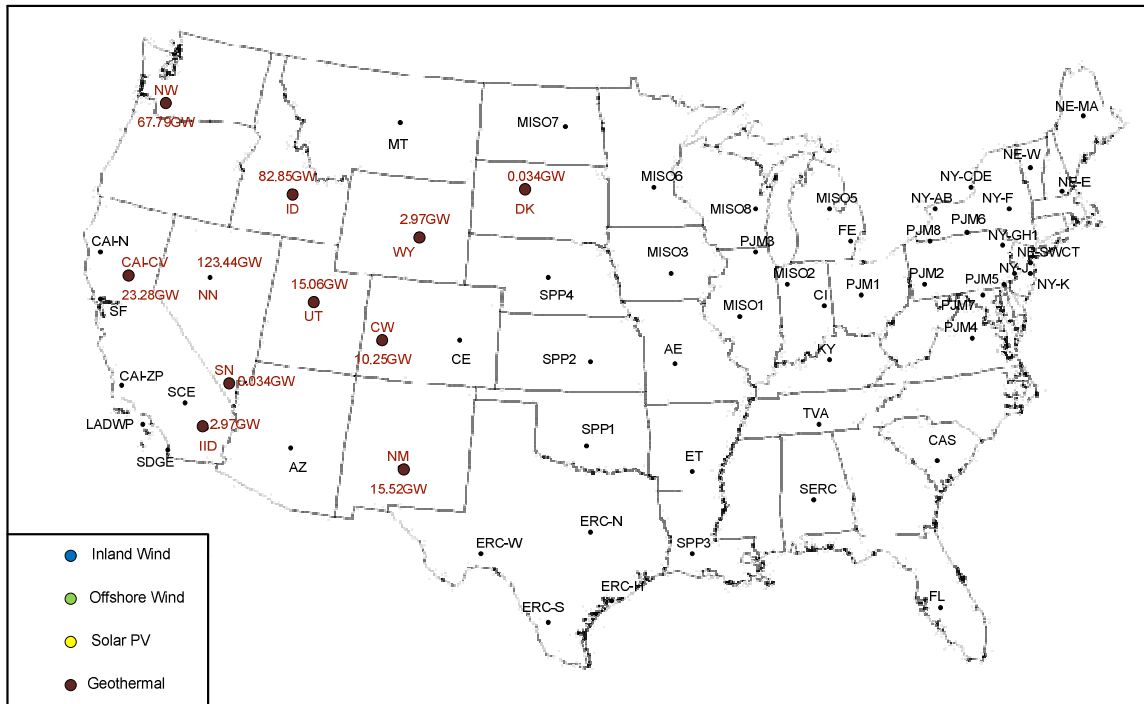 NW
67.79GW
MT
MISO7
NE-MA
82.85GW
ID
0.034GW
DK
MISO6
MISO8
MISO5
FE
NE-W
NY-CDE
NE-E
NY-AB
NY-F
PJM6
PJM8
NY-GH1
CAI-N
CAI-CV
23.28GW
SF
123.44GW
NN
2.97GW
WY
15.06GW
UT
PJM3
MISO3
MISO2
MISO1
CI
PJM1
PJM2
PJM5
NE-SWCT
NY-J
NY-K
PJM7
PJM4
SPP4
CW
10.25GW
CE
SPP2
AE
KY
SN
0.034GW
CAI-ZP
SCE
LADWP
2.97GW
IID
SDGE
AZ
NM
15.52GW
SPP1
ET
TVA
CAS
SERC
ERC-W
ERC-N
SPP3
ERC-H
ERC-S
FL
Inland Wind
Offshore Wind
Solar PV
Geothermal